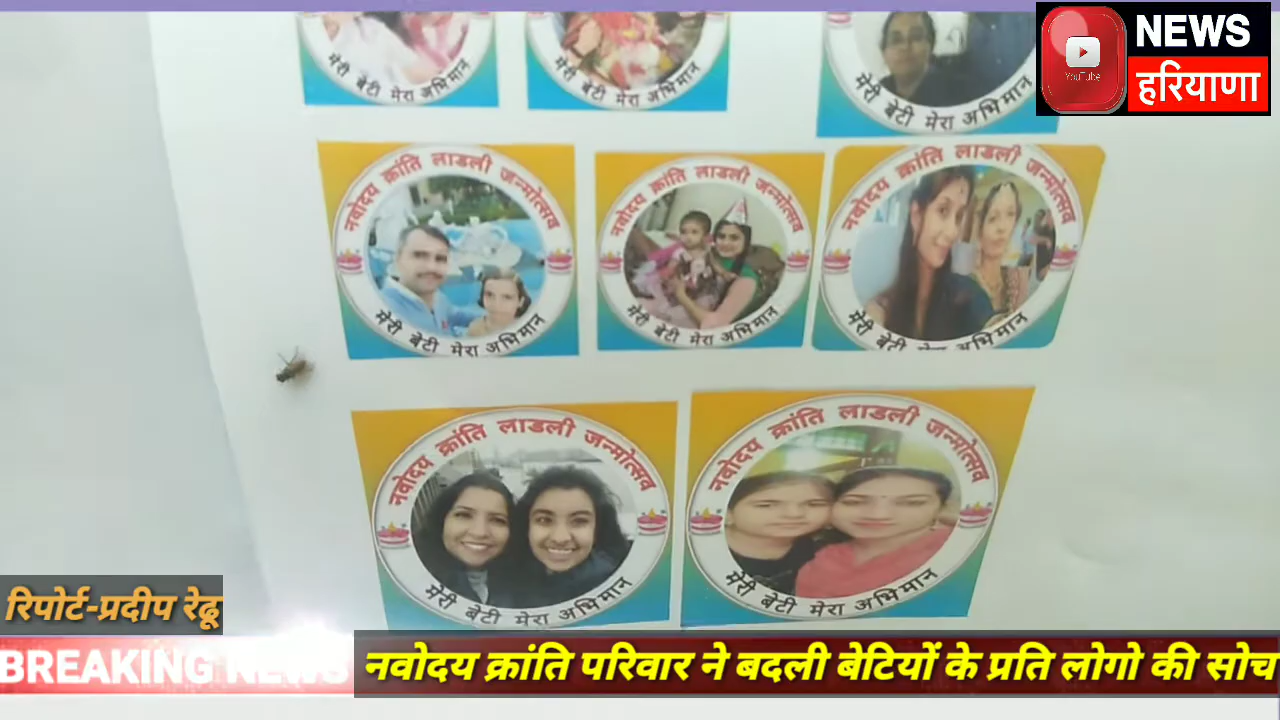 NEWS
हरियाणा
YouTube
मेरी बेटी मेरा अभिमान
मेरी बेटी मेरा अभिमान
मेरी बेटी मेरा अभिमान
नवोदय क्रांति लाडली जन्मोत्सव
मेरी बेटी मेरा अभिमान
नवोदय क्रांति लाडली जन्मोत्सव
मेरी बेटी मेरा अभिमान
नवोदय क्रांति लाडली जन्मोत्सव
मेरी बेटी मेरा अभिमान
नवोदय क्रांति लाडली जन्मोत्सव
मेरी बेटी मेरा अभिमान
नवोदय क्रांति लाडली जन्मोत्सव
मेरी बेटी मेरा अभिमान
रिपोर्ट-प्रदीप रेढू
BREAKING NEWS
नवोदय क्रांति परिवार ने बदली बेटियों के प्रति लोगो की सोच